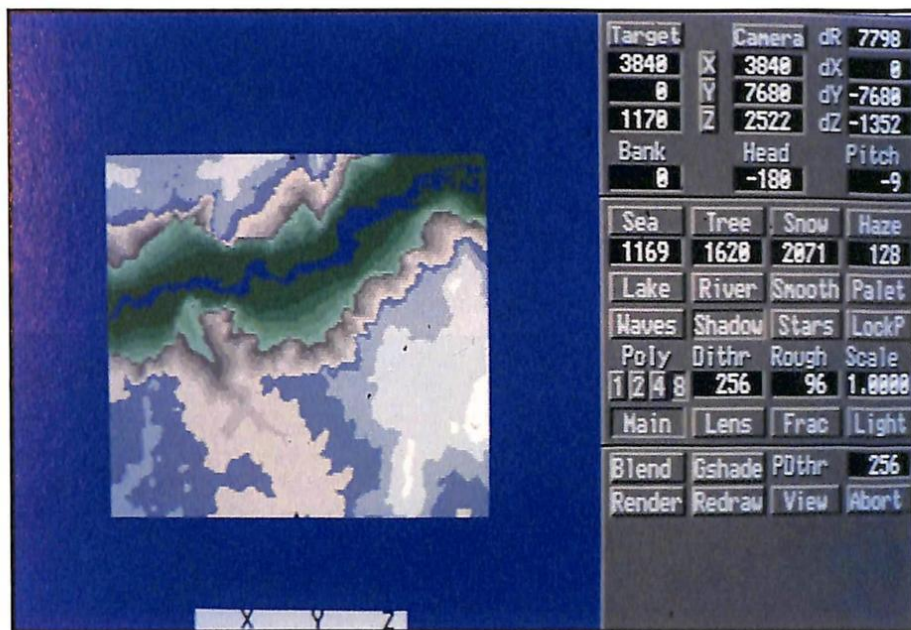 Target Camera dR 7798
3840 X 3840 dX 0
0 Y 7680 dY -7680
1170 Z 2522 dZ -1352
Bank Head Pitch
0 -180 -9
Sea Tree Snow Haze
1169 1620 2071 128
Lake River Smooth Palet
Waves Shadow Stars LockP
Poly Dithr Rough Scale
1 2 4 8 256 96 1.0000
Main Lens Frac Light
Blend Gshade PDthr 256
Render Redraw View Abort
X Y Z